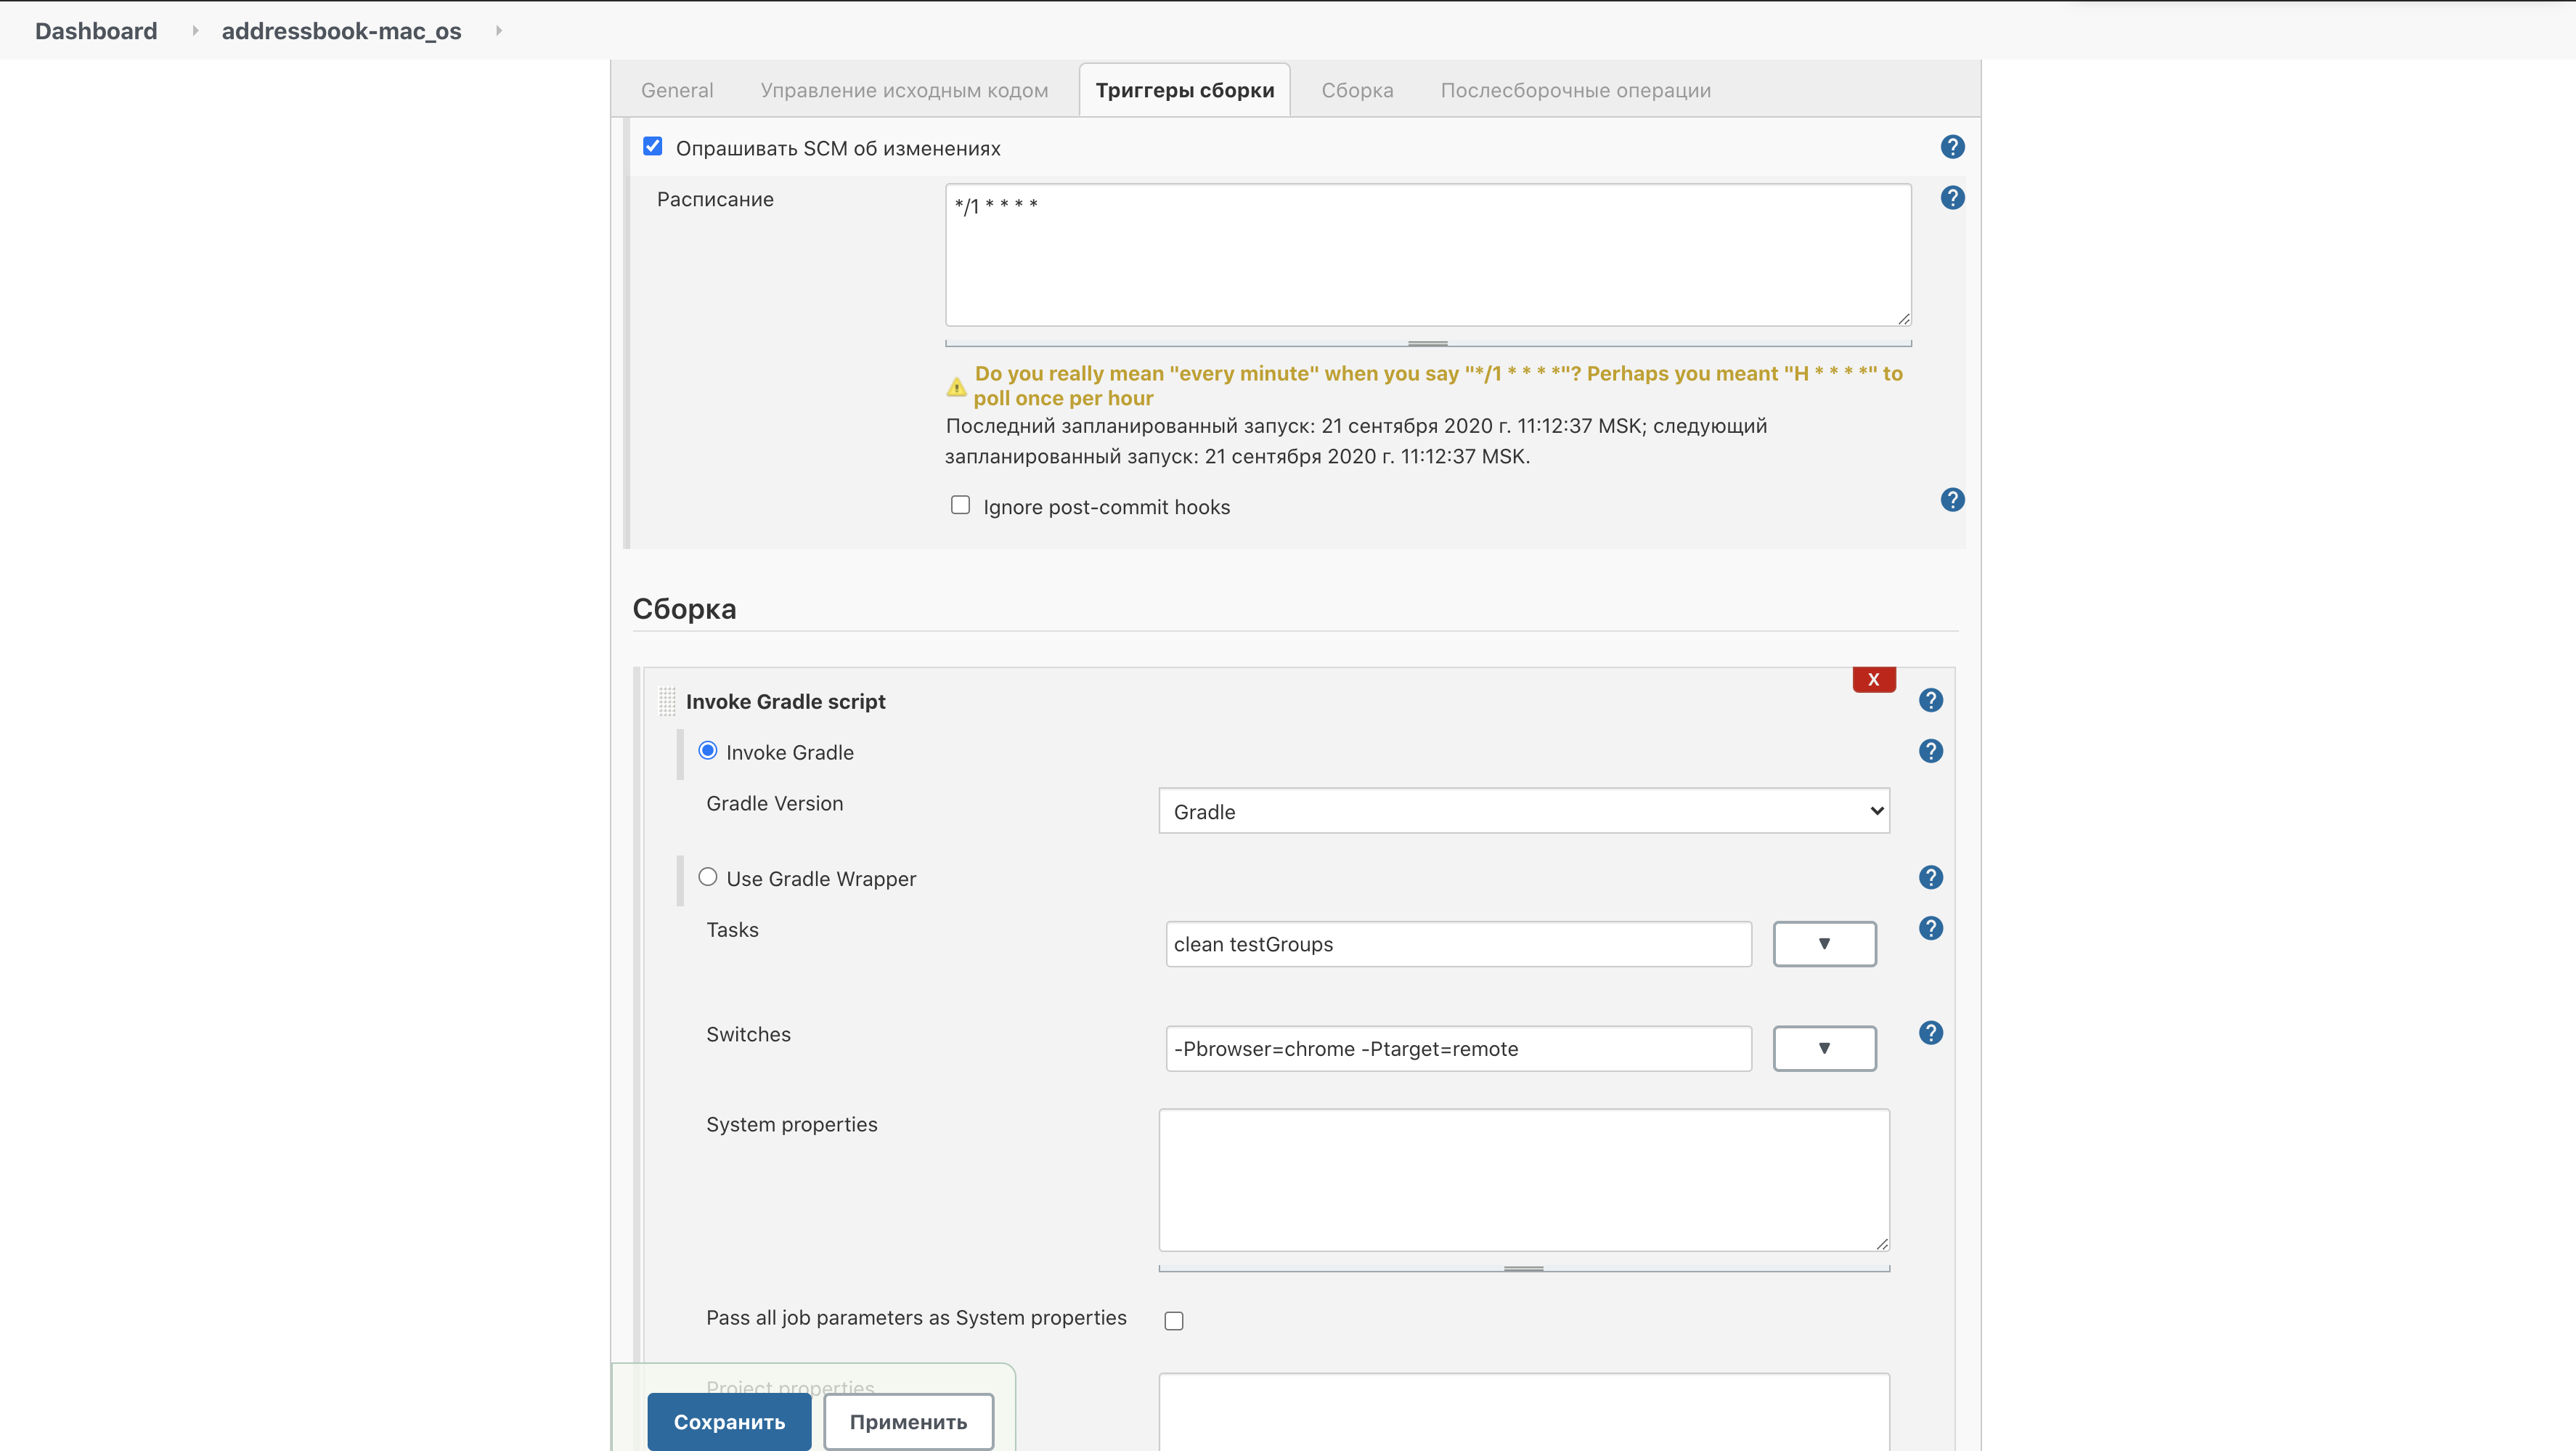 Dashboard addressbook-mac_os
General Управление исходным кодом Триггеры сборки Сборка Послесборочные операции
Опрашивать SCM об изменениях ?
Расписание */1 * * * * ?
Do you really mean "every minute" when you say "*/1 * * * *"? Perhaps you meant "H * * * *" to
poll once per hour
Последний запланированный запуск: 21 сентября 2020 г. 11:12:37 MSK; следующий
запланированный запуск: 21 сентября 2020 г. 11:12:37 MSK.
Ignore post-commit hooks ?
Сборка
X
Invoke Gradle script ?
Invoke Gradle ?
Gradle Version Gradle
Use Gradle Wrapper ?
Tasks clean testGroups ?
Switches -Pbrowser=chrome -Ptarget=remote ?
System properties
Pass all job parameters as System properties
Project properties
Сохранить Применить